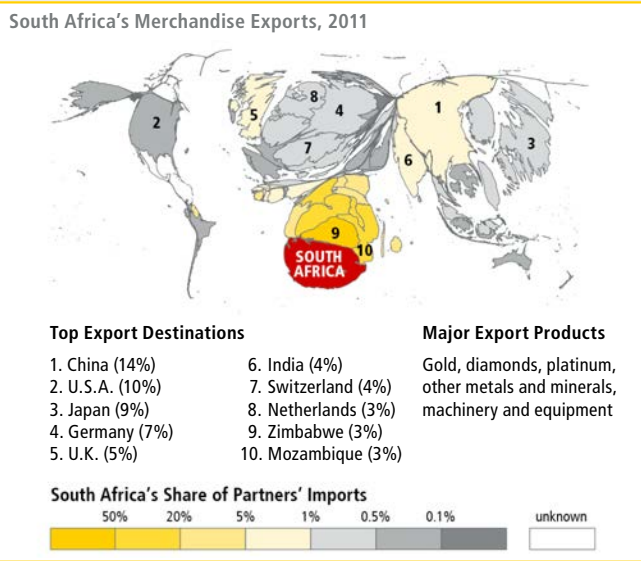 South Africa's Merchandise Exports, 2011
8
4
1
5
2
3
7
6
9
10
SOUTH
AFRICA
Top Export Destinations
1. China (14%)
2. U.S.A. (10%)
3. Japan (9%)
4. Germany (7%)
5. U.K. (5%)
6. India (4%)
7. Switzerland (4%)
8. Netherlands (3%)
9. Zimbabwe (3%)
10. Mozambique (3%)
Major Export Products
Gold, diamonds, platinum,
other metals and minerals,
machinery and equipment
South Africa's Share of Partners' Imports
50% 20% 5% 1% 0.5% 0.1% unknown